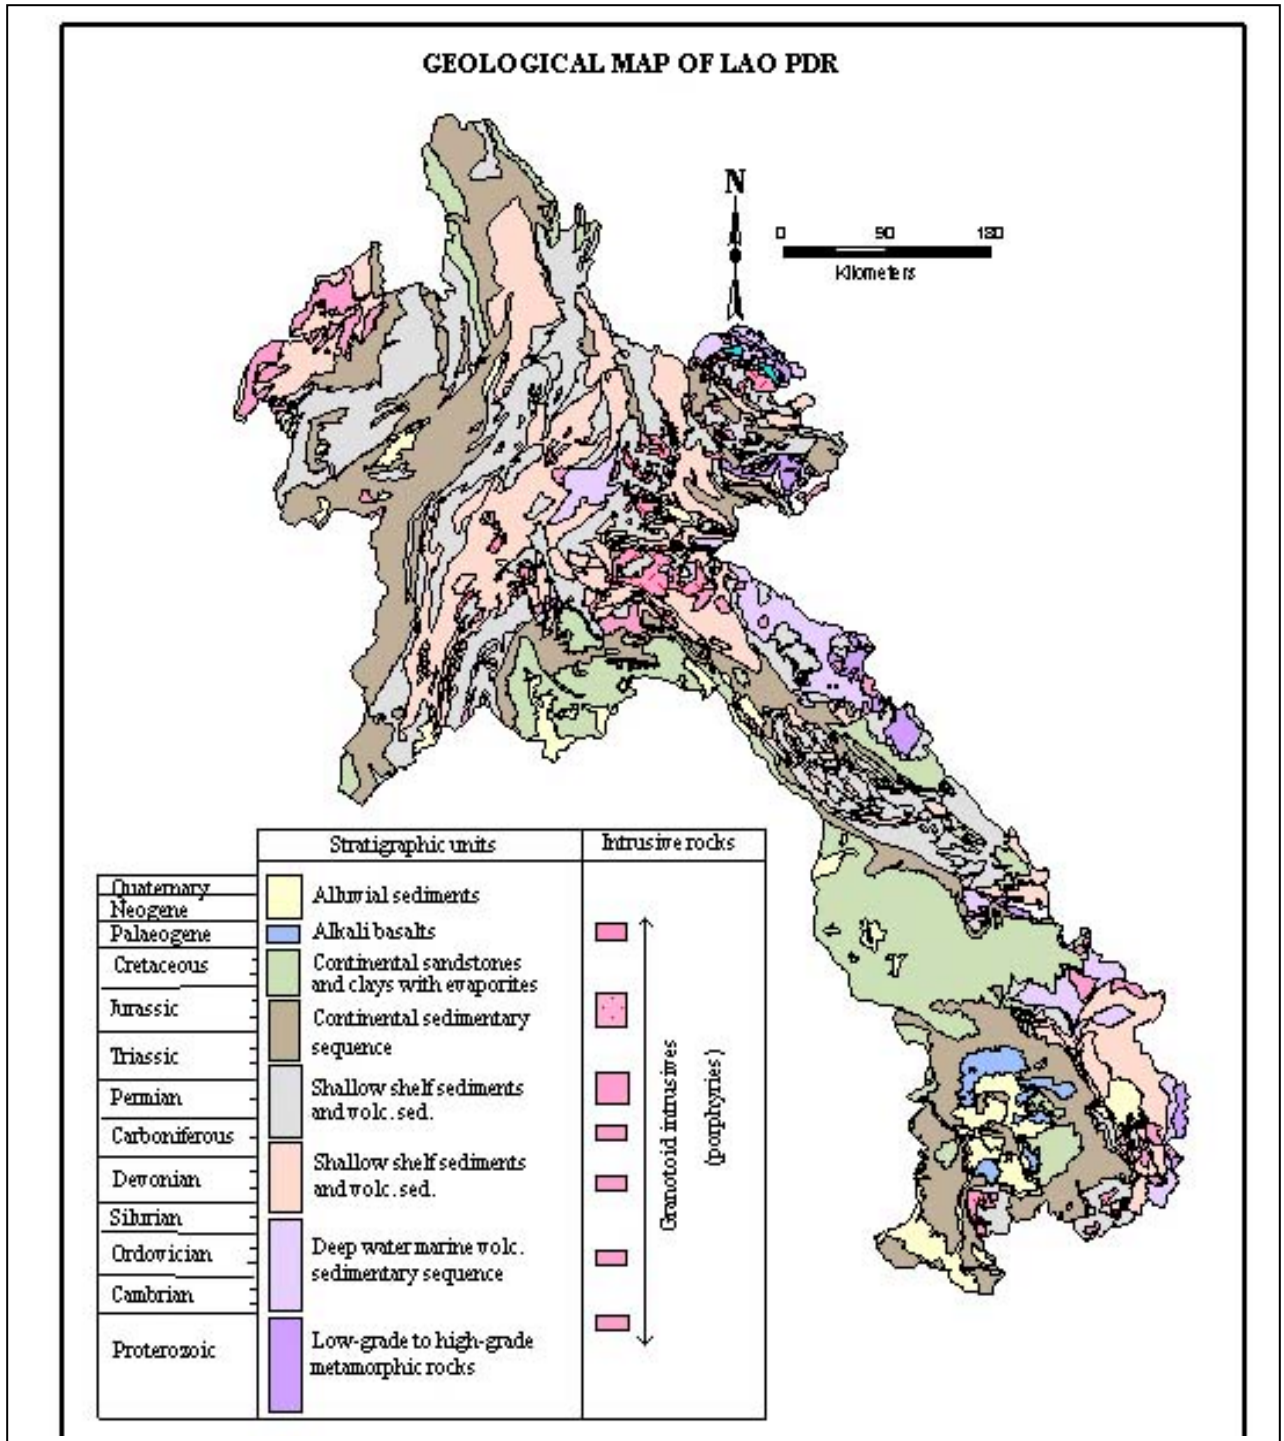 GEOLOGICAL MAP OF LAO PDR
N
0 90 180
Kilometers
Stratigraphic units
Intrusive rocks
Quaternary
Neogene
Palaeogene
Cretaceous
Jurassic
Triassic
Permian
Carboniferous
Devonian
Silurian
Ordovician
Cambrian
Proterozoic
Alluvial sediments
Alkali basalts
Continental sandstones
and clays with evaporites
Continental sedimentary
sequence
Shallow shelf sediments
and volc. sed.
Shallow shelf sediments
and volc. sed.
Deep water marine volc.
sedimentary sequence
Low-grade to high-grade
metamorphic rocks
Granotoid intrusives
(porphyries)